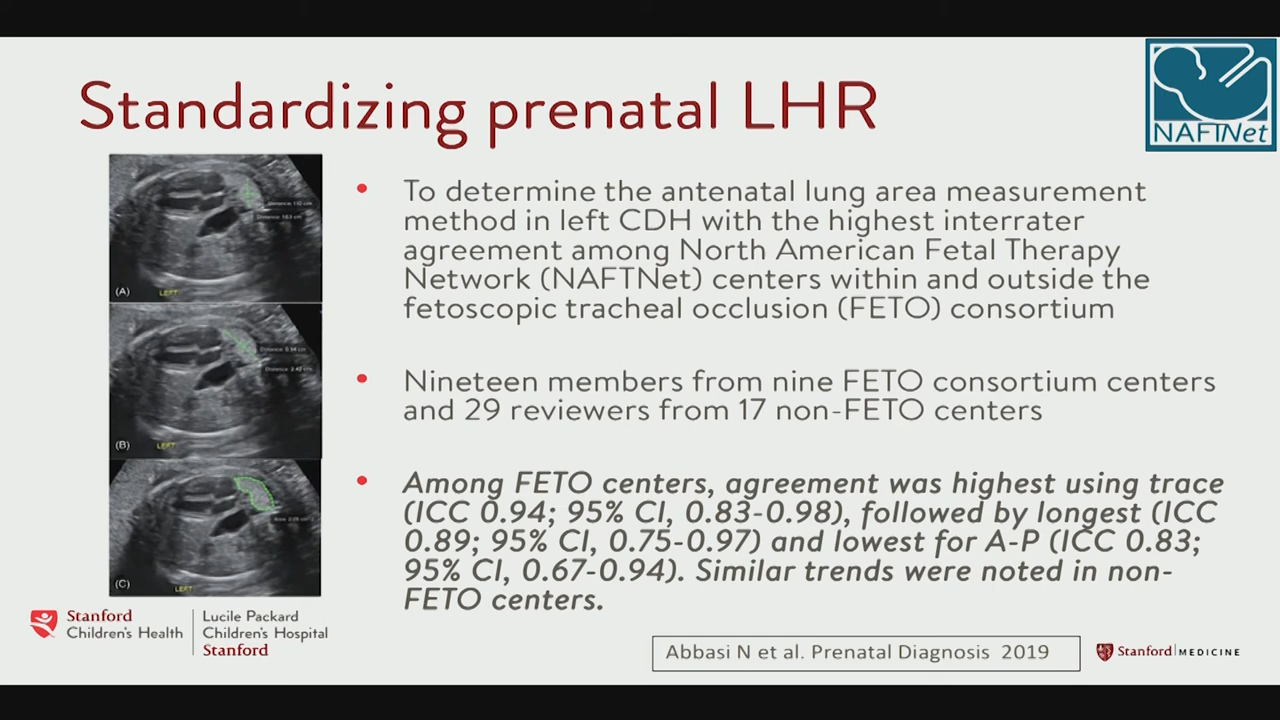 Standardizing prenatal LHR
NAFTNet
(A)
LEFT
(B)
LEFT
(C)
LEFT
• To determine the antenatal lung area measurement
method in left CDH with the highest interrater
agreement among North American Fetal Therapy
Network (NAFTNet) centers within and outside the
fetoscopic tracheal occlusion (FETO) consortium
• Nineteen members from nine FETO consortium centers
and 29 reviewers from 17 non-FETO centers
• Among FETO centers, agreement was highest using trace
(ICC 0.94; 95% CI, 0.83-0.98), followed by longest (ICC
0.89; 95% CI, 0.75-0.97) and lowest for A-P (ICC 0.83;
95% CI, 0.67-0.94). Similar trends were noted in non-
FETO centers.
Stanford
Children's Health
Lucile Packard
Children's Hospital
Stanford
Abbasi N et al. Prenatal Diagnosis 2019
Stanford MEDICINE